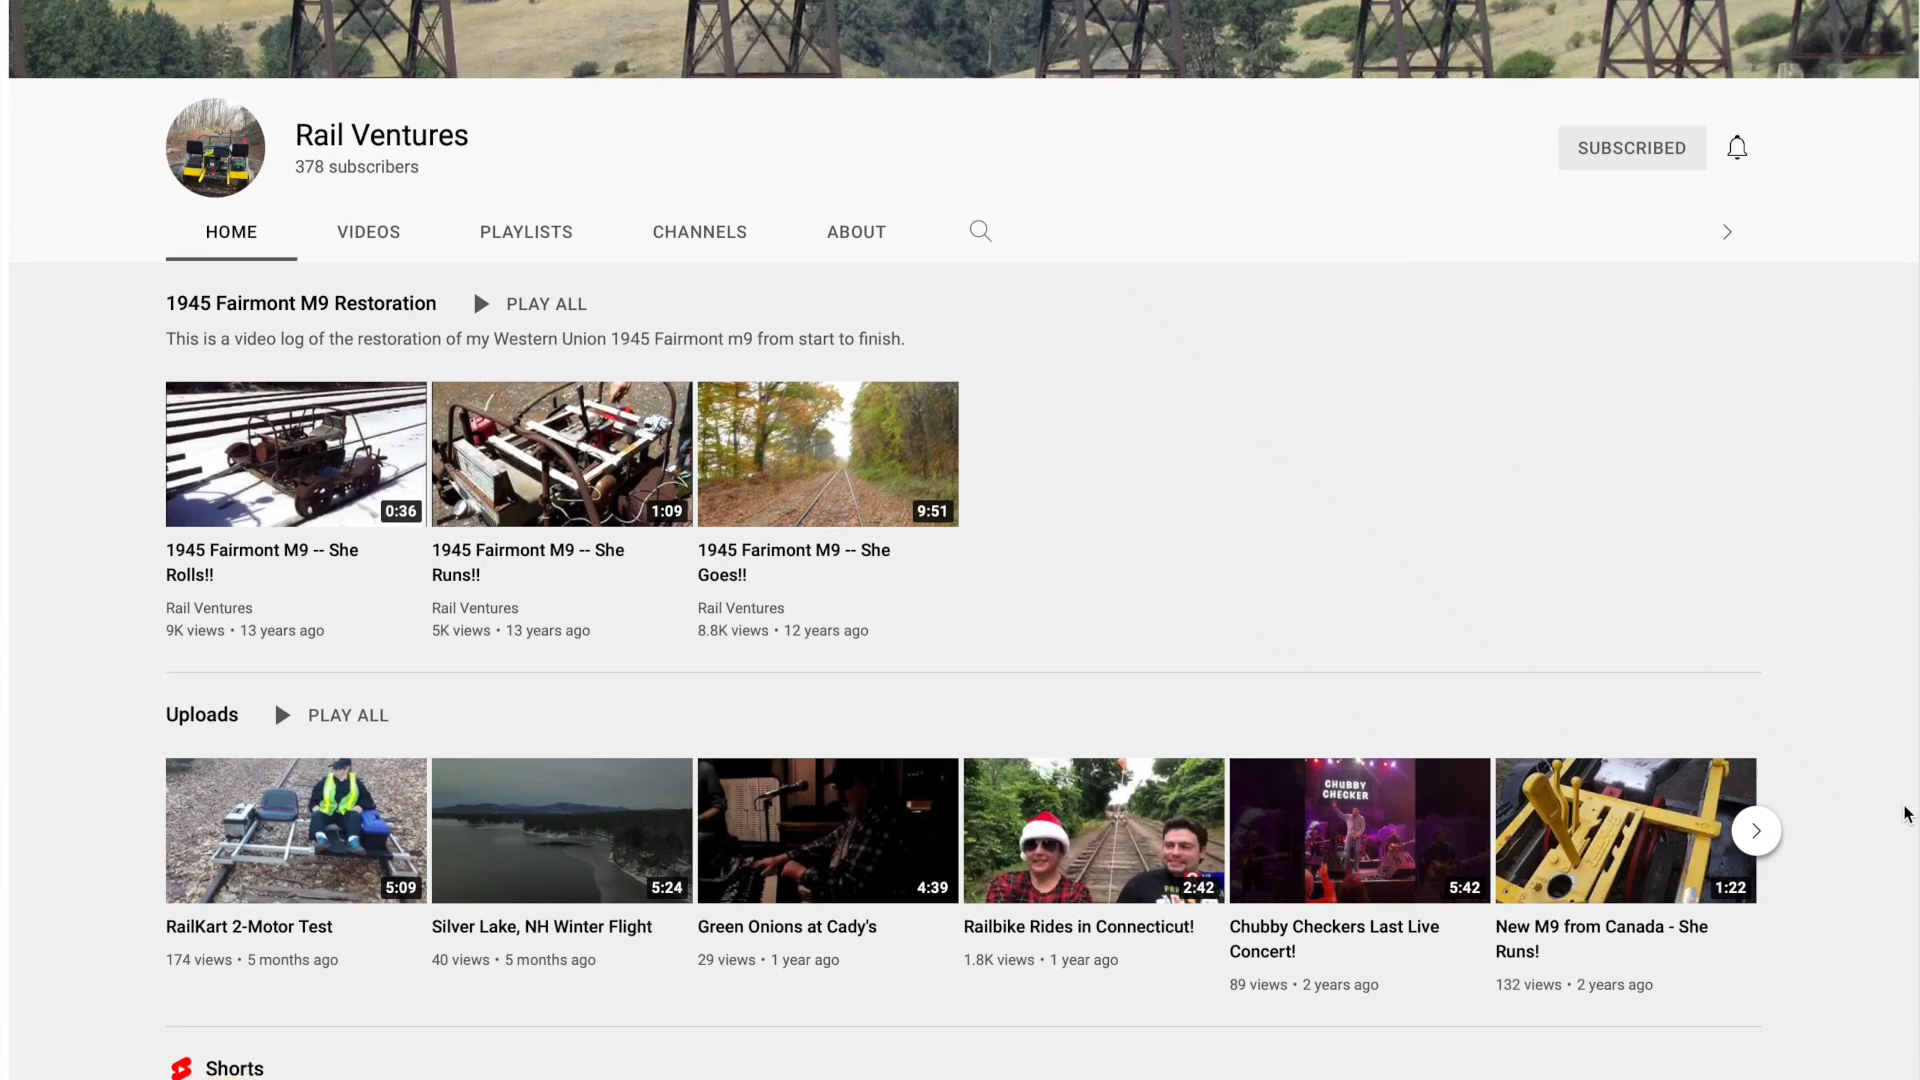 Rail Ventures
378 subscribers
SUBSCRIBED
HOME
VIDEOS
PLAYLISTS
CHANNELS
ABOUT
1945 Fairmont M9 Restoration
PLAY ALL
This is a video log of the restoration of my Western Union 1945 Fairmont m9 from start to finish.
0:36
1:09
9:51
1945 Fairmont M9 -- She
Rolls!!
Rail Ventures
9K views • 13 years ago
1945 Fairmont M9 -- She
Runs!!
Rail Ventures
5K views • 13 years ago
1945 Farimont M9 -- She
Goes!!
Rail Ventures
8.8K views • 12 years ago
Uploads
PLAY ALL
5:09
5:24
4:39
2:42
CHUBBY
CHECKER
5:42
1:22
RailKart 2-Motor Test
174 views • 5 months ago
Silver Lake, NH Winter Flight
40 views • 5 months ago
Green Onions at Cady's
29 views • 1 year ago
Railbike Rides in Connecticut!
1.8K views • 1 year ago
Chubby Checkers Last Live
Concert!
89 views • 2 years ago
New M9 from Canada - She
Runs!
132 views • 2 years ago
Shorts